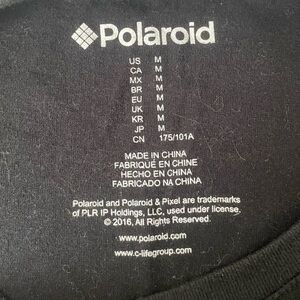 Polaroid
US M
CA M
MX M
BR M
EU M
UK M
KR M
JP M
CN 175/101A
MADE IN CHINA
FABRIQUÉ EN CHINE
HECHO EN CHINA
FABRICADO NA CHINA
Polaroid and Polaroid & Pixel are trademarks
of PLR IP Holdings, LLC, used under license.
© 2016, All Rights Reserved.
www.polaroid.com
www.c-lifegroup.com